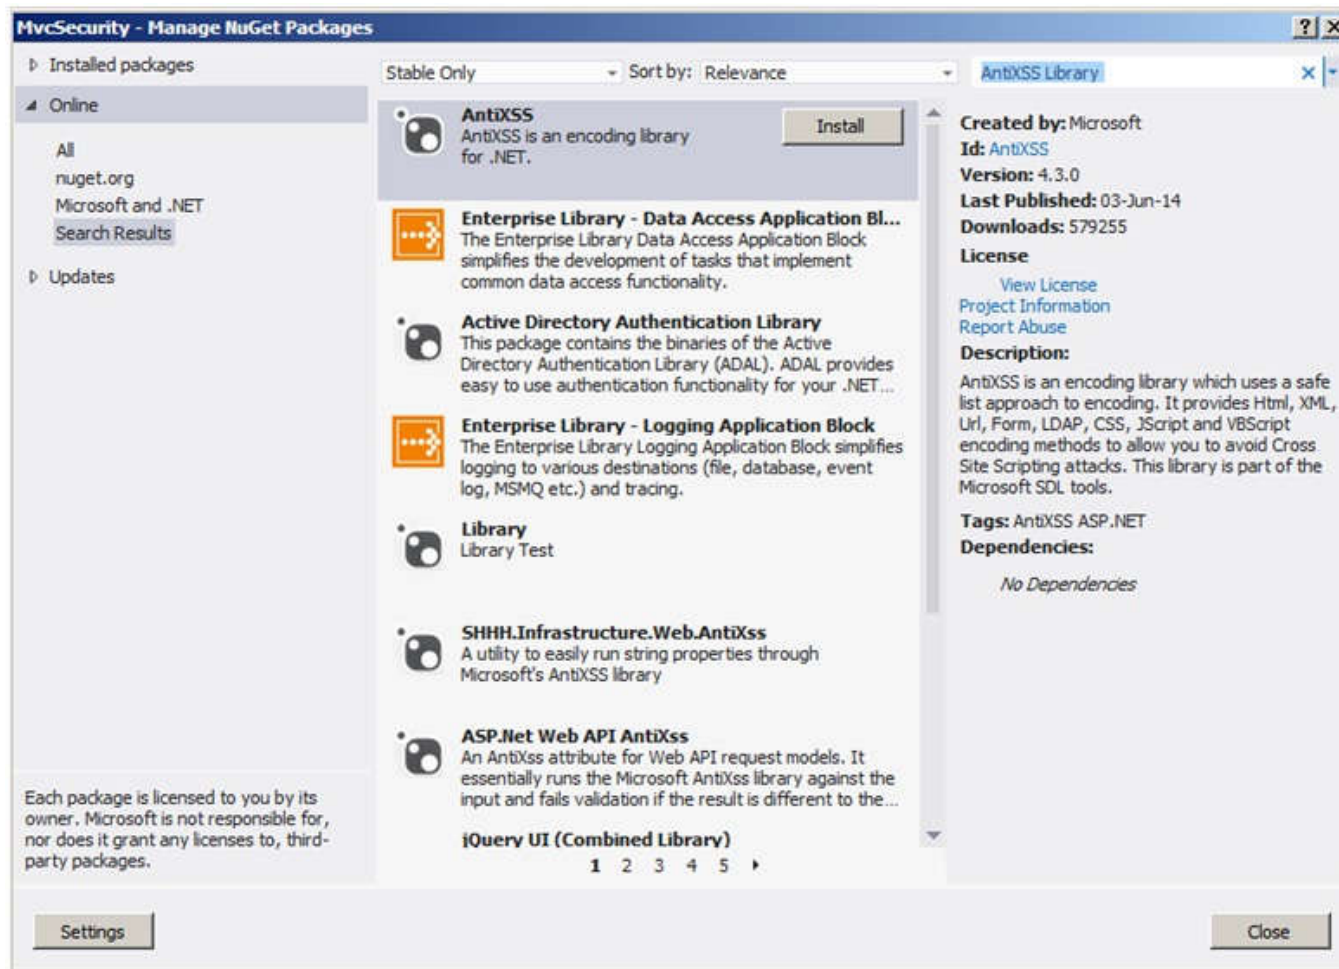 MvcSecurity - Manage NuGet Packages
Installed packages
Online
All
nuget.org
Microsoft and .NET
Search Results
Updates
Each package is licensed to you by its
owner. Microsoft is not responsible for,
nor does it grant any licenses to, third-
party packages.
Settings
Stable Only
Sort by: Relevance
AntiXSS
AntiXSS is an encoding library
for .NET.
Install
Enterprise Library - Data Access Application Bl...
The Enterprise Library Data Access Application Block
simplifies the development of tasks that implement
common data access functionality.
Active Directory Authentication Library
This package contains the binaries of the Active
Directory Authentication Library (ADAL). ADAL provides
easy to use authentication functionality for your .NET...
Enterprise Library - Logging Application Block
The Enterprise Library Logging Application Block simplifies
logging to various destinations (file, database, event
log, MSMQ etc.) and tracing.
Library
Library Test
SHHH.Infrastructure.Web.AntiXss
A utility to easily run string properties through
Microsoft's AntiXSS library
ASP.Net Web API AntiXss
An AntiXss attribute for Web API request models. It
essentially runs the Microsoft AntiXss library against the
input and fails validation if the result is different to the...
jQuery UI (Combined Library)
1 2 3 4 5
AntiXSS Library
Created by: Microsoft
Id: AntiXSS
Version: 4.3.0
Last Published: 03-Jun-14
Downloads: 579255
License
View License
Project Information
Report Abuse
Description:
AntiXSS is an encoding library which uses a safe
list approach to encoding. It provides Html, XML,
Url, Form, LDAP, CSS, JScript and VBScript
encoding methods to allow you to avoid Cross
Site Scripting attacks. This library is part of the
Microsoft SDL tools.
Tags: AntiXSS ASP.NET
Dependencies:
No Dependencies
Close